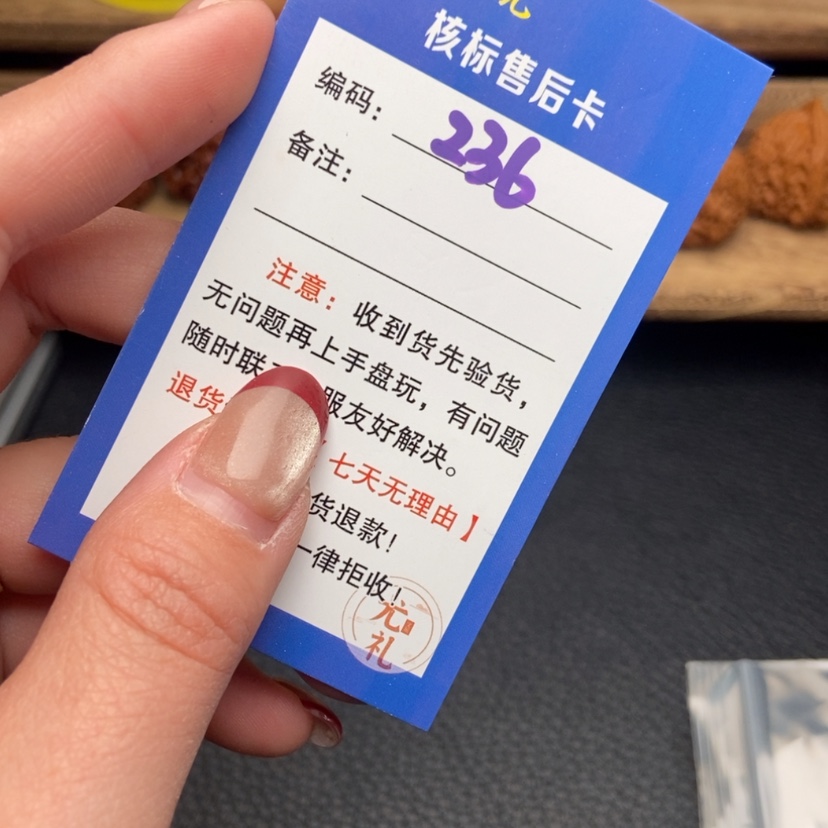 礼
核标售后卡
编码：236
备注：
注意：收到货先验货，
无问题再上手盘玩，有问题
随时联 服友好解决。
退货 七天无理由】
货退款！
一律拒收！
元
礼